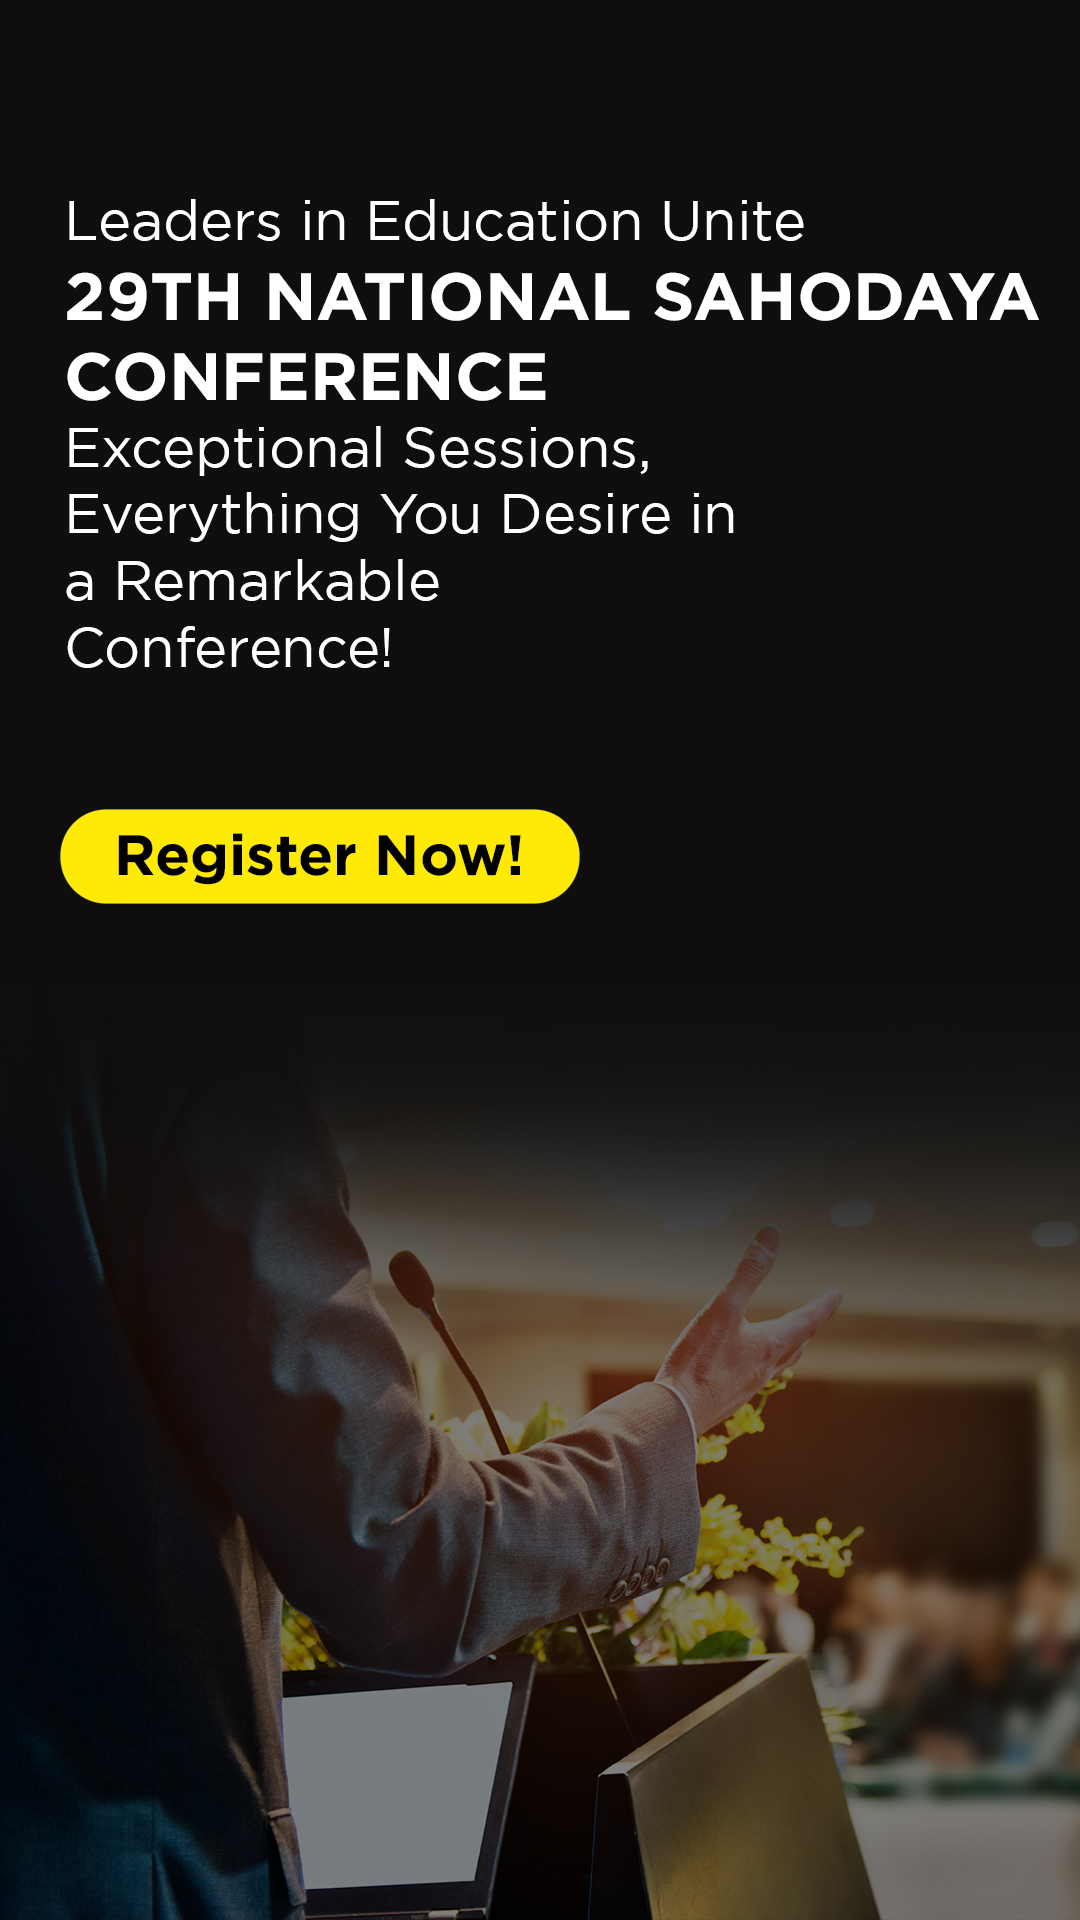 Leaders in Education Unite
29TH NATIONAL SAHODAYA
CONFERENCE
Exceptional Sessions,
Everything You Desire in
a Remarkable
Conference!
Register Now!